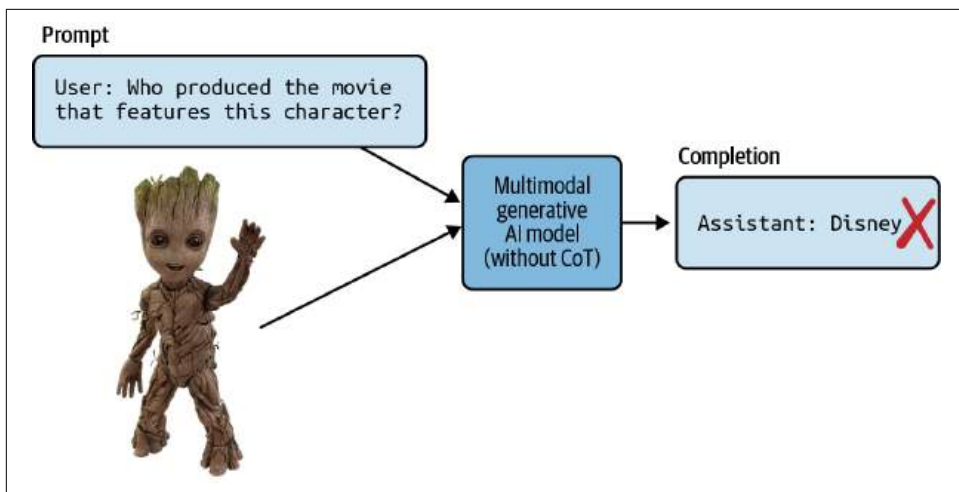 Prompt
User: Who produced the movie
that features this character?
Multimodal
generative
AI model
(without CoT)
Completion
Assistant: Disney